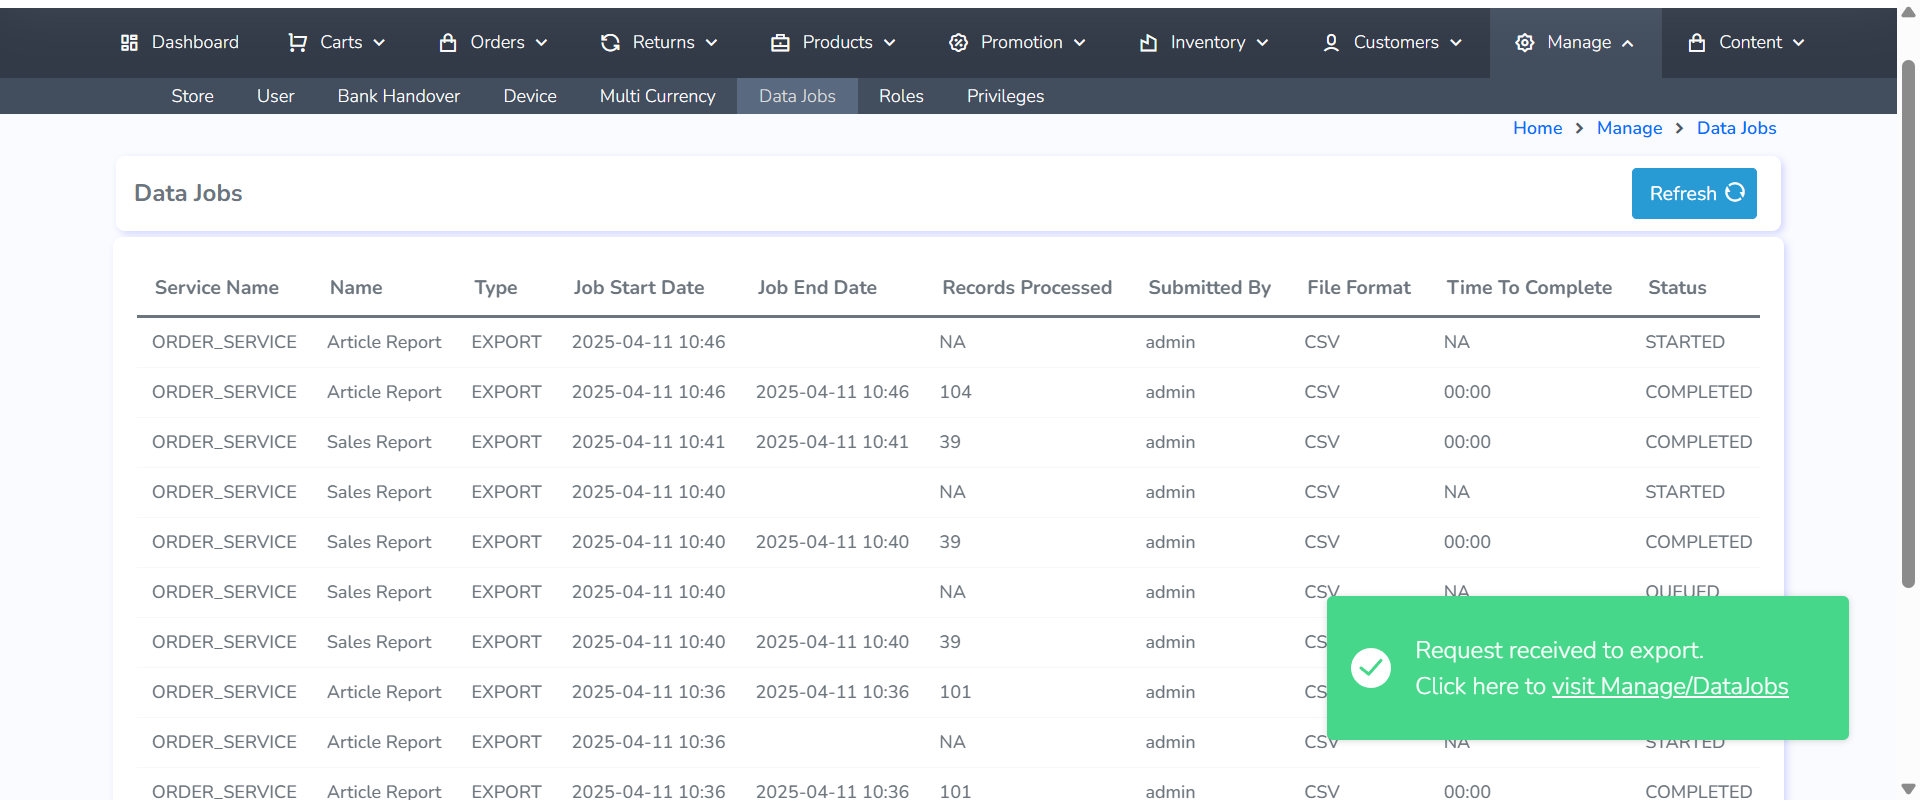 Dashboard Carts Orders Returns Products Promotion Inventory Customers Manage Content
Store User Bank Handover Device Multi Currency Data Jobs Roles Privileges
Home > Manage > Data Jobs
Data Jobs Refresh
Service Name Name Type Job Start Date Job End Date Records Processed Submitted By File Format Time To Complete Status
ORDER_SERVICE Article Report EXPORT 2025-04-11 10:46 NA admin CSV NA STARTED
ORDER_SERVICE Article Report EXPORT 2025-04-11 10:46 2025-04-11 10:46 104 admin CSV 00:00 COMPLETED
ORDER_SERVICE Sales Report EXPORT 2025-04-11 10:41 2025-04-11 10:41 39 admin CSV 00:00 COMPLETED
ORDER_SERVICE Sales Report EXPORT 2025-04-11 10:40 NA admin CSV NA STARTED
ORDER_SERVICE Sales Report EXPORT 2025-04-11 10:40 2025-04-11 10:40 39 admin CSV 00:00 COMPLETED
ORDER_SERVICE Sales Report EXPORT 2025-04-11 10:40 NA admin CSV NA QUEUED
ORDER_SERVICE Sales Report EXPORT 2025-04-11 10:40 2025-04-11 10:40 39 admin CS
Request received to export.
Click here to visit Manage/DataJobs
ORDER_SERVICE Article Report EXPORT 2025-04-11 10:36 2025-04-11 10:36 101 admin CS
ORDER_SERVICE Article Report EXPORT 2025-04-11 10:36 NA admin CSV NA STARTED
ORDER_SERVICE Article Report EXPORT 2025-04-11 10:36 2025-04-11 10:36 101 admin CSV 00:00 COMPLETED